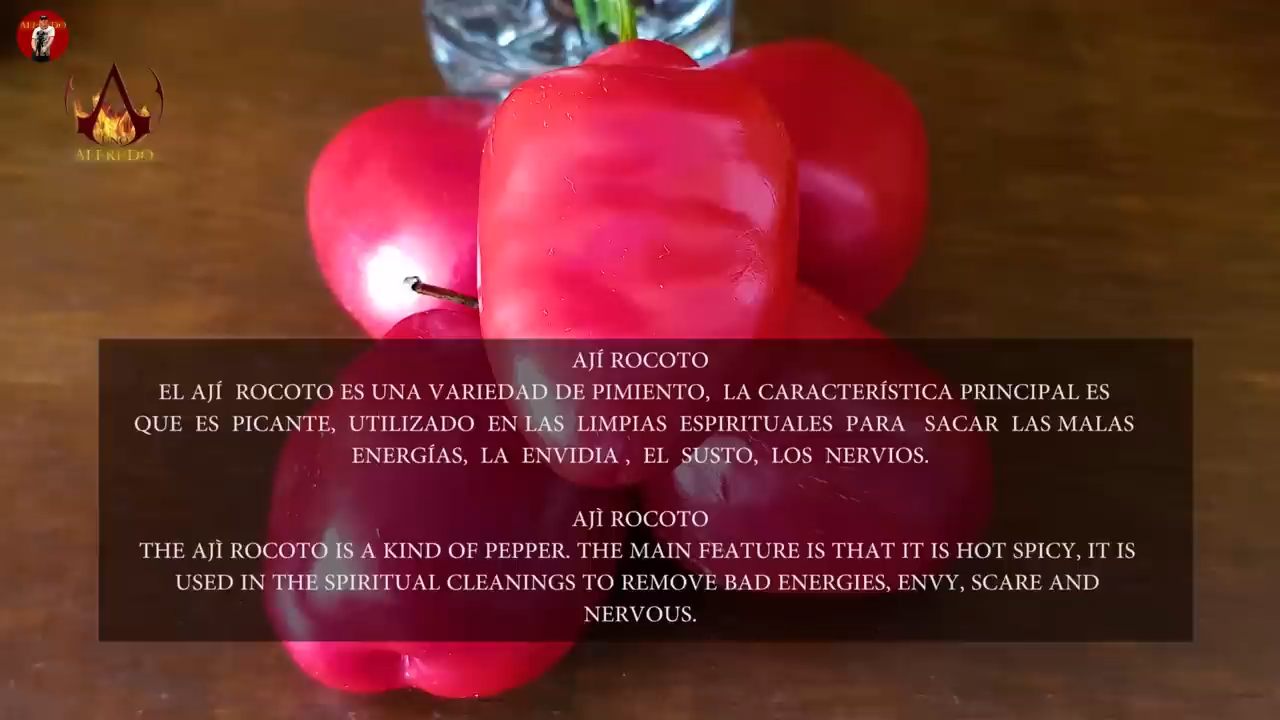 ALFREDO
UNO
ALFREDO
AJÍ ROCOTO
EL AJÍ ROCOTO ES UNA VARIEDAD DE PIMIENTO, LA CARACTERÍSTICA PRINCIPAL ES
QUE ES PICANTE, UTILIZADO EN LAS LIMPIAS ESPIRITUALES PARA SACAR LAS MALAS
ENERGÍAS, LA ENVIDIA , EL SUSTO, LOS NERVIOS.
AJÌ ROCOTO
THE AJÌ ROCOTO IS A KIND OF PEPPER. THE MAIN FEATURE IS THAT IT IS HOT SPICY, IT IS
USED IN THE SPIRITUAL CLEANINGS TO REMOVE BAD ENERGIES, ENVY, SCARE AND
NERVOUS.